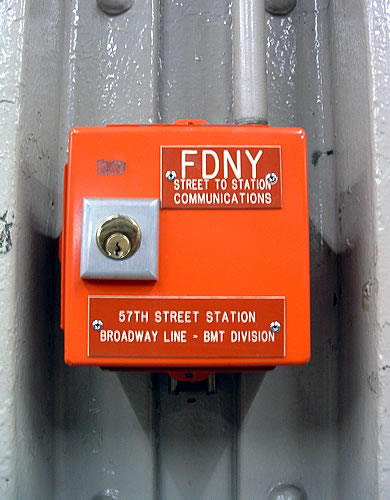 FDNY
STREET TO STATION
COMMUNICATIONS
57TH STREET STATION
BROADWAY LINE - BMT DIVISION